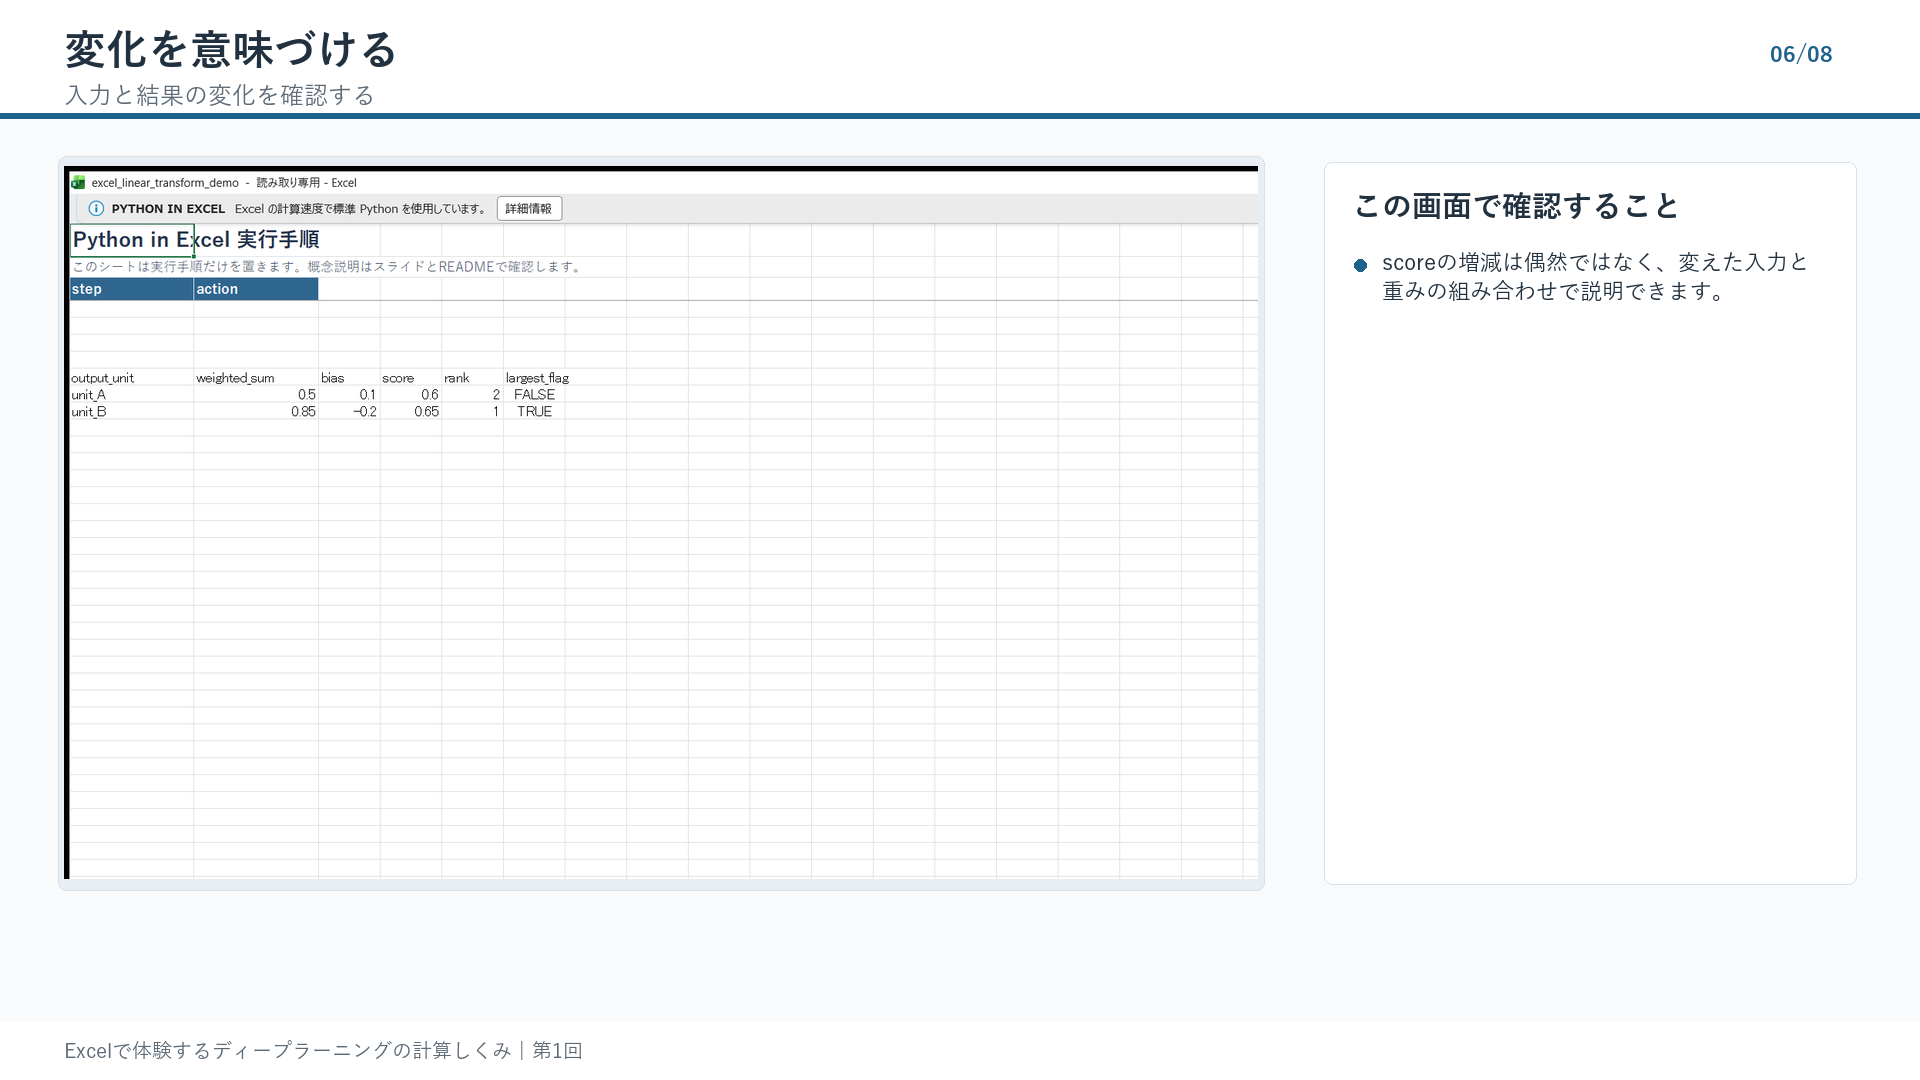 変化を意味づける
06/08
入力と結果の変化を確認する
excel_linear_transform_demo - 読み取り専用 - Excel
PYTHON IN EXCEL Excel の計算速度で標準 Python を使用しています。 詳細情報
Python in Excel 実行手順
このシートは実行手順だけを置きます。概念説明はスライドとREADMEで確認します。
step action
output_unit weighted_sum bias score rank largest_flag
unit_A 0.5 0.1 0.6 2 FALSE
unit_B 0.85 -0.2 0.65 1 TRUE
この画面で確認すること
scoreの増減は偶然ではなく、変えた入力と
重みの組み合わせで説明できます。
Excelで体験するディープラーニングの計算しくみ｜第1回